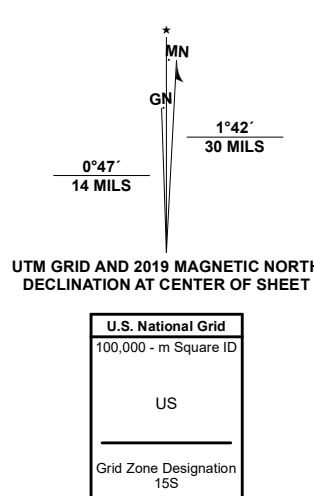 ★
MN
GN
1°42´
30 MILS
0°47´
14 MILS
UTM GRID AND 2019 MAGNETIC NORTH
DECLINATION AT CENTER OF SHEET
U.S. National Grid
100,000 - m Square ID
US
Grid Zone Designation
15S